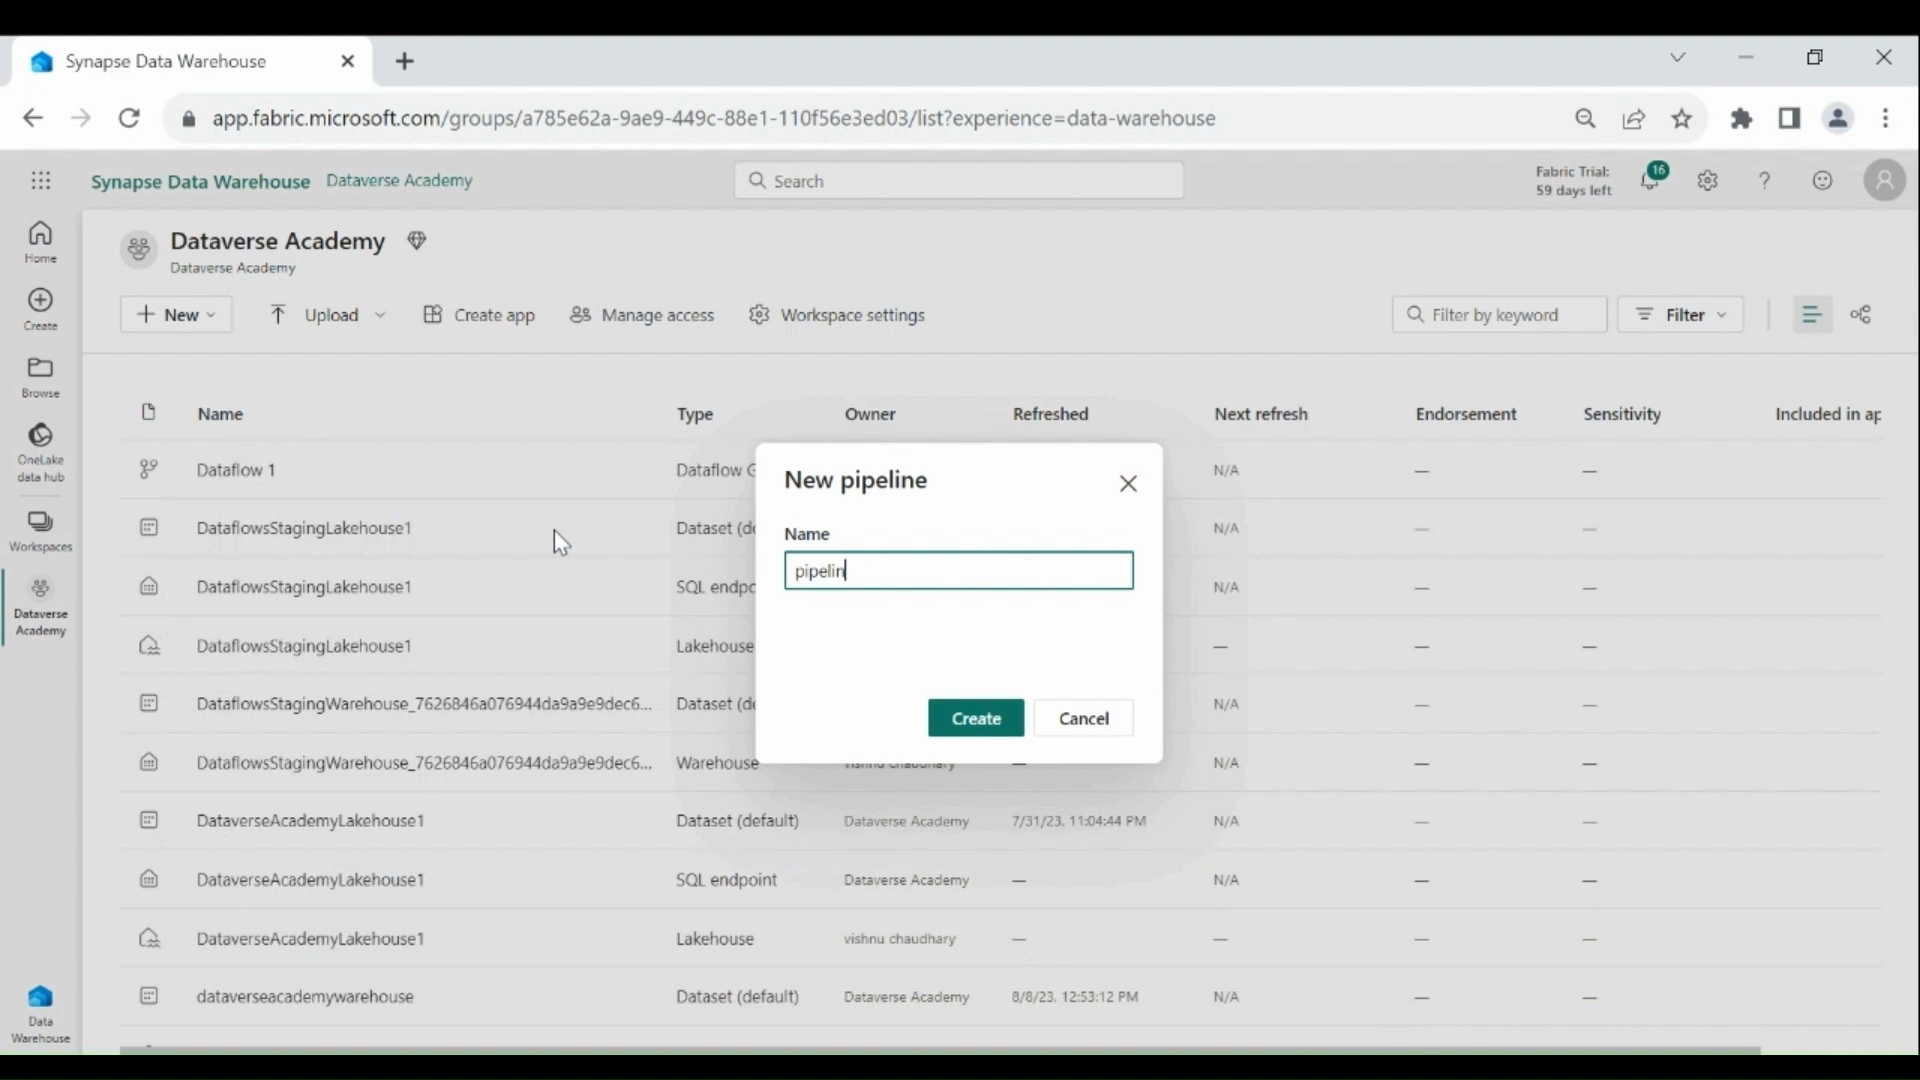 Synapse Data Warehouse
app.fabric.microsoft.com/groups/a785e62a-9ae9-449c-88e1-110f56e3ed03/list?experience=data-warehouse
Synapse Data Warehouse Dataverse Academy
Search
Fabric Trial:
59 days left
16
Home
Create
Browse
OneLake
data hub
Workspaces
Dataverse
Academy
Data
Warehouse
Dataverse Academy
Dataverse Academy
New Upload Create app Manage access Workspace settings
Filter by keyword Filter
Name Type Owner Refreshed Next refresh Endorsement Sensitivity Included in ap
Dataflow 1 Dataflow G N/A — —
DataflowsStagingLakehouse1 Dataset (de N/A — —
DataflowsStagingLakehouse1 SQL endpo N/A — —
DataflowsStagingLakehouse1 Lakehouse — — —
DataflowsStagingWarehouse_7626846a076944da9a9e9dec6... Dataset (de N/A — —
DataflowsStagingWarehouse_7626846a076944da9a9e9dec6... Warehouse vishnu chaudhary — N/A — —
DataverseAcademyLakehouse1 Dataset (default) Dataverse Academy 7/31/23, 11:04:44 PM N/A — —
DataverseAcademyLakehouse1 SQL endpoint Dataverse Academy — N/A — —
DataverseAcademyLakehouse1 Lakehouse vishnu chaudhary — — — —
dataverseacademywarehouse Dataset (default) Dataverse Academy 8/8/23, 12:53:12 PM N/A — —
New pipeline
Name
pipelin
Create Cancel